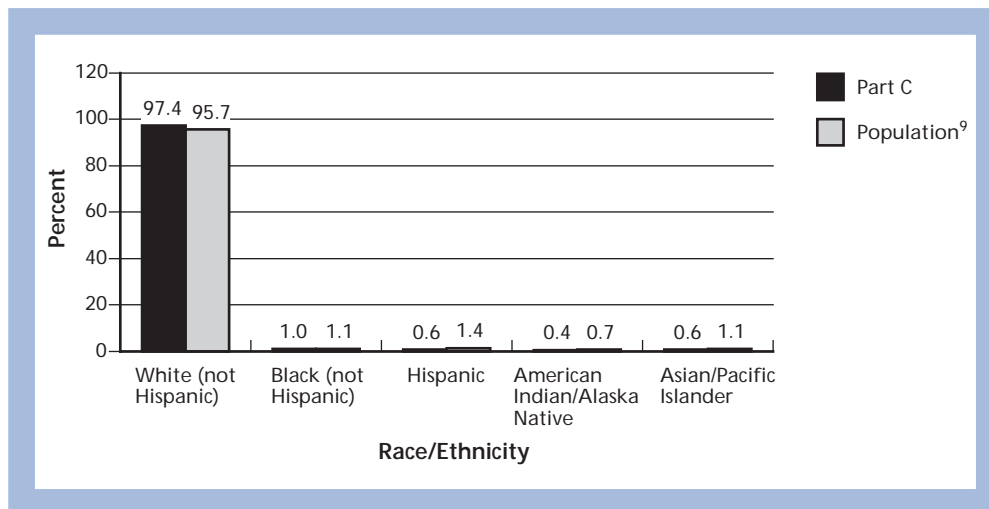 120
100
80
60
40
20
0
Percent
97.4 95.7
1.0 1.1
0.6 1.4
0.4 0.7
0.6 1.1
White (not
Hispanic)
Black (not
Hispanic)
Hispanic
American
Indian/Alaska
Native
Asian/Pacific
Islander
Race/Ethnicity
Part C
Population⁹